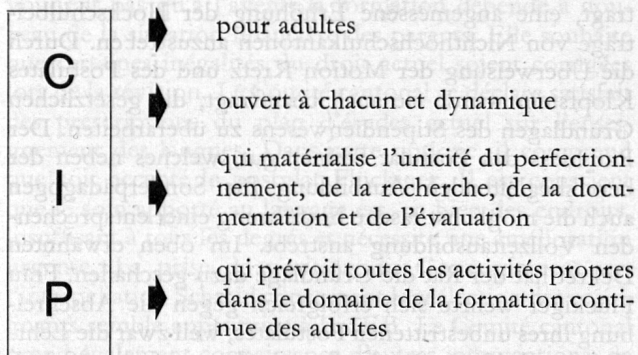 pour adultes
C
ouvert à chacun et dynamique
I
qui matérialise l'unicité du perfection-
nement, de la recherche, de la docu-
mentation et de l'évaluation
P
qui prévoit toutes les activités propres
dans le domaine de la formation conti-
nue des adultes